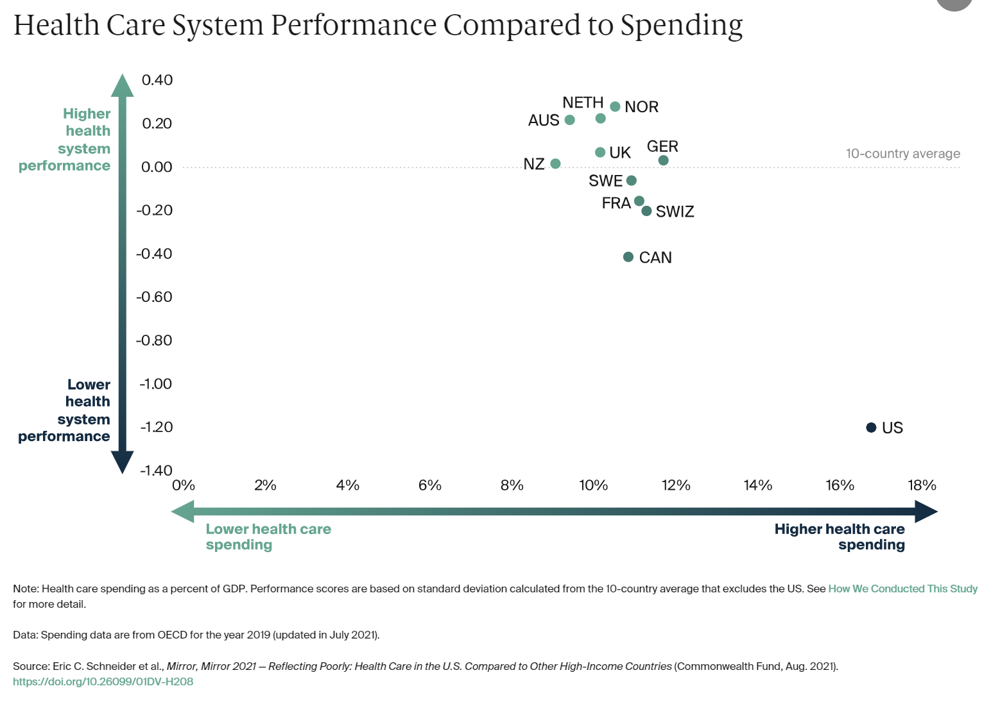 Health Care System Performance Compared to Spending
0.40
0.20
0.00
-0.20
-0.40
-0.60
-0.80
-1.00
-1.20
-1.40
Higher
health
system
performance
Lower
health
system
performance
NETH
NOR
AUS
UK
GER
NZ
10-country average
SWE
FRA
SWIZ
CAN
US
0%
2%
4%
6%
8%
10%
12%
14%
16%
18%
Lower health care
spending
Higher health care
spending
Note: Health care spending as a percent of GDP. Performance scores are based on standard deviation calculated from the 10-country average that excludes the US. See How We Conducted This Study
for more detail.
Data: Spending data are from OECD for the year 2019 (updated in July 2021).
Source: Eric C. Schneider et al., Mirror, Mirror 2021 — Reflecting Poorly: Health Care in the U.S. Compared to Other High-Income Countries (Commonwealth Fund, Aug. 2021).
https://doi.org/10.26099/01DV-H208